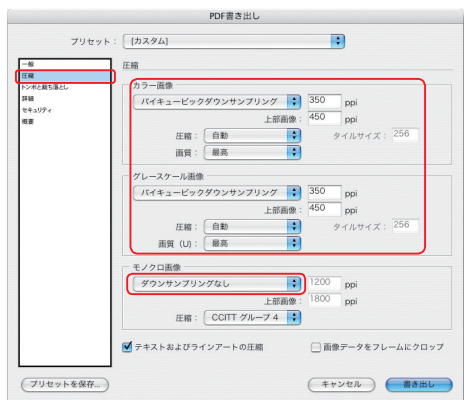 PDF書き出し
プリセット： [カスタム]
一般
圧縮
トンボと裁ち落とし
詳細
セキュリティ
概要
圧縮
カラー画像
バイキュービックダウンサンプリング 350 ppi
上部画像： 450 ppi
圧縮： 自動 タイルサイズ： 256
画質： 最高
グレースケール画像
バイキュービックダウンサンプリング 350 ppi
上部画像： 450 ppi
圧縮： 自動 タイルサイズ： 256
画質 (U)： 最高
モノクロ画像
ダウンサンプリングなし 1200 ppi
上部画像： 1800 ppi
圧縮： CCITT グループ 4
テキストおよびラインアートの圧縮 画像データをフレームにクロップ
プリセットを保存... キャンセル 書き出し